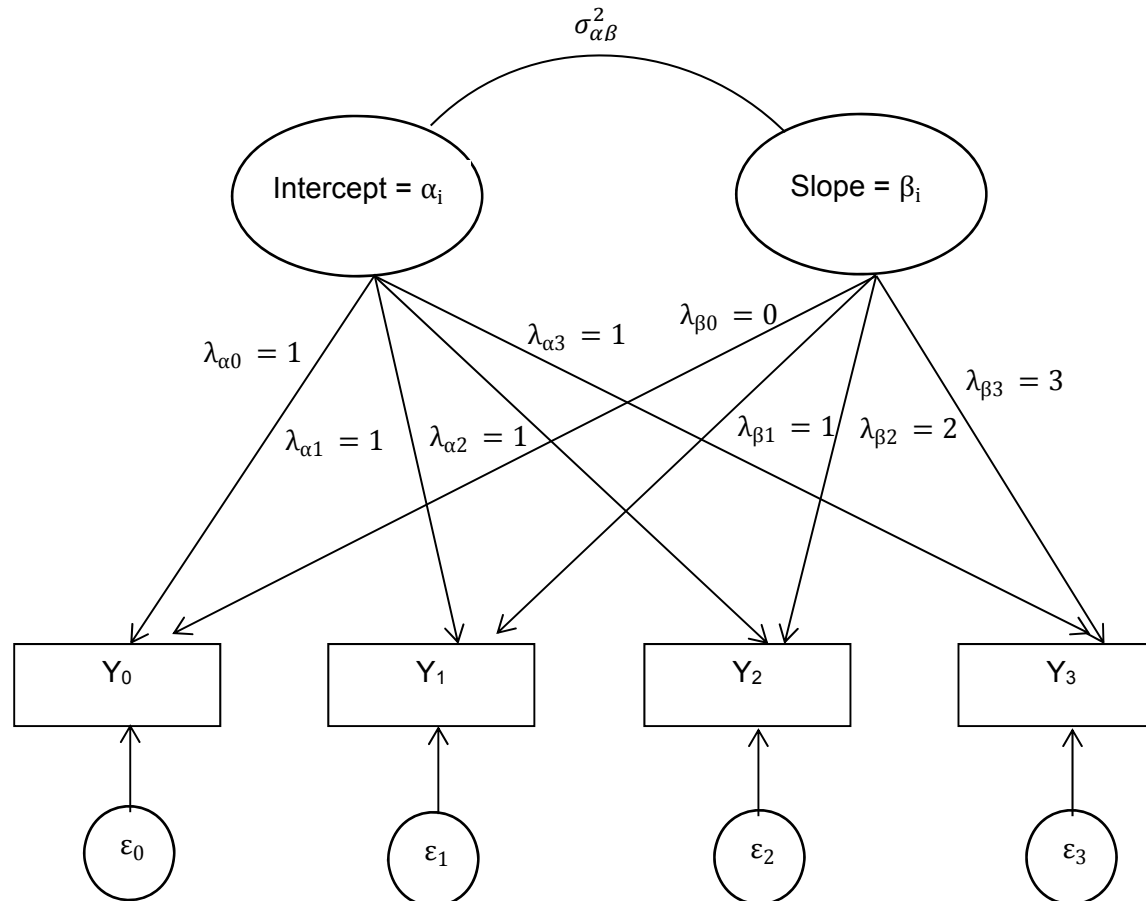 σ²αβ
Intercept = αᵢ
Slope = βᵢ
λα0 = 1
λα3 = 1
λβ0 = 0
λβ3 = 3
λα1 = 1
λα2 = 1
λβ1 = 1
λβ2 = 2
Y₀
Y₁
Y₂
Y₃
ε₀
ε₁
ε₂
ε₃